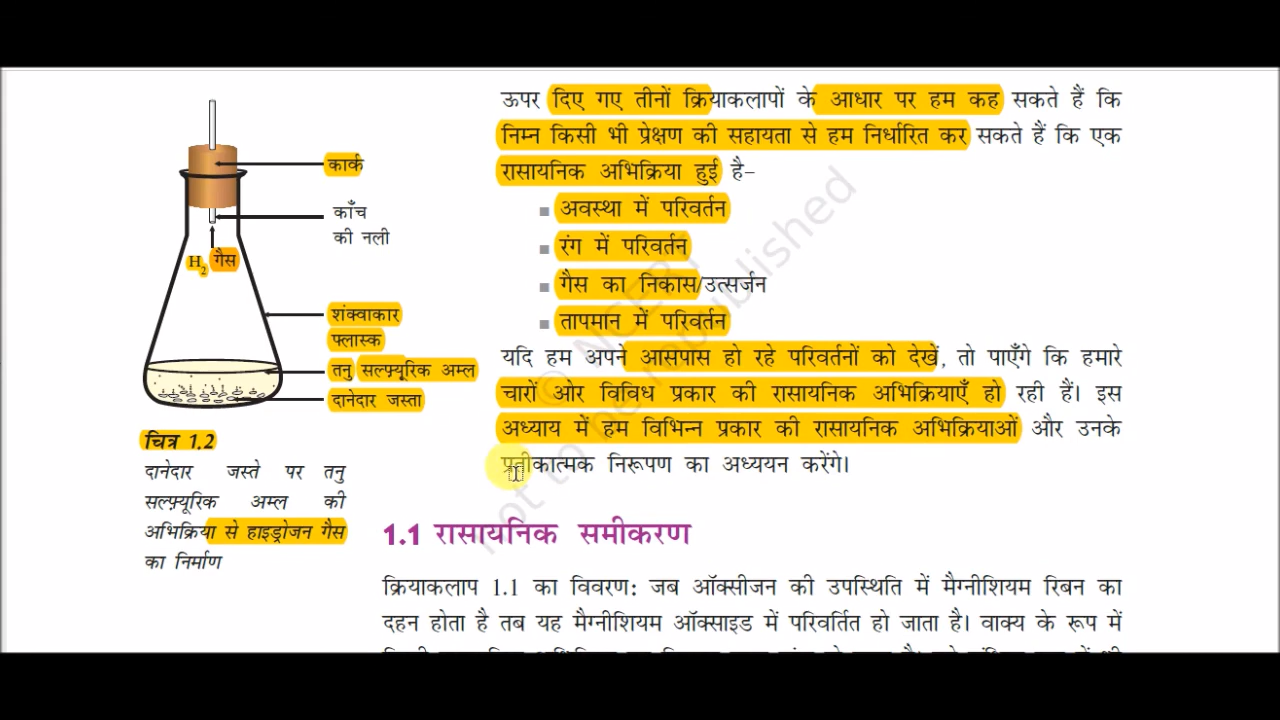 कार्क
काँच
की नली
H2 गैस
शंक्वाकार
फ्लास्क
तनु सल्फ़्यूरिक अम्ल
दानेदार जस्ता
चित्र 1.2
दानेदार जस्ते पर तनु
सल्फ़्यूरिक अम्ल की
अभिक्रिया से हाइड्रोजन गैस
का निर्माण
ऊपर दिए गए तीनों क्रियाकलापों के आधार पर हम कह सकते हैं कि
निम्न किसी भी प्रेक्षण की सहायता से हम निर्धारित कर सकते हैं कि एक
रासायनिक अभिक्रिया हुई है–
अवस्था में परिवर्तन
रंग में परिवर्तन
गैस का निकास/उत्सर्जन
तापमान में परिवर्तन
यदि हम अपने आसपास हो रहे परिवर्तनों को देखें, तो पाएँगे कि हमारे
चारों ओर विविध प्रकार की रासायनिक अभिक्रियाएँ हो रही हैं। इस
अध्याय में हम विभिन्न प्रकार की रासायनिक अभिक्रियाओं और उनके
प्रतीकात्मक निरूपण का अध्ययन करेंगे।
1.1 रासायनिक समीकरण
क्रियाकलाप 1.1 का विवरण: जब ऑक्सीजन की उपस्थिति में मैग्नीशियम रिबन का
दहन होता है तब यह मैग्नीशियम ऑक्साइड में परिवर्तित हो जाता है। वाक्य के रूप में
© NCERT
not to be republished